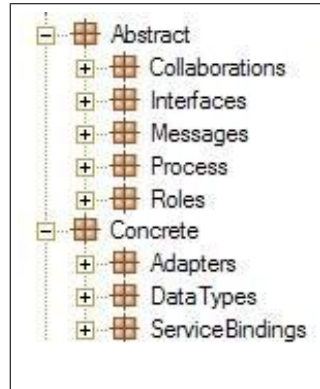 Abstract
Collaborations
Interfaces
Messages
Process
Roles
Concrete
Adapters
DataTypes
ServiceBindings